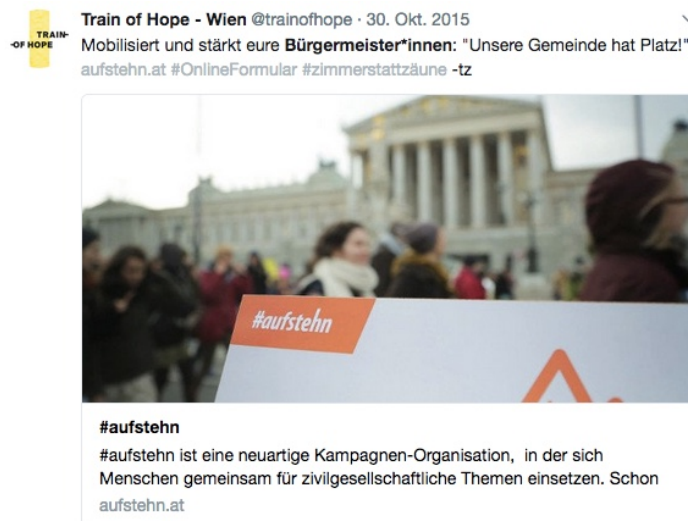 TRAIN-
OF HOPE
Train of Hope - Wien @trainofhope · 30. Okt. 2015
Mobilisiert und stärkt eure Bürgermeister*innen: "Unsere Gemeinde hat Platz!"
aufstehn.at #OnlineFormular #zimmerstattzäune -tz
#aufstehn
#aufstehn
#aufstehn ist eine neuartige Kampagnen-Organisation, in der sich
Menschen gemeinsam für zivilgesellschaftliche Themen einsetzen. Schon
aufstehn.at